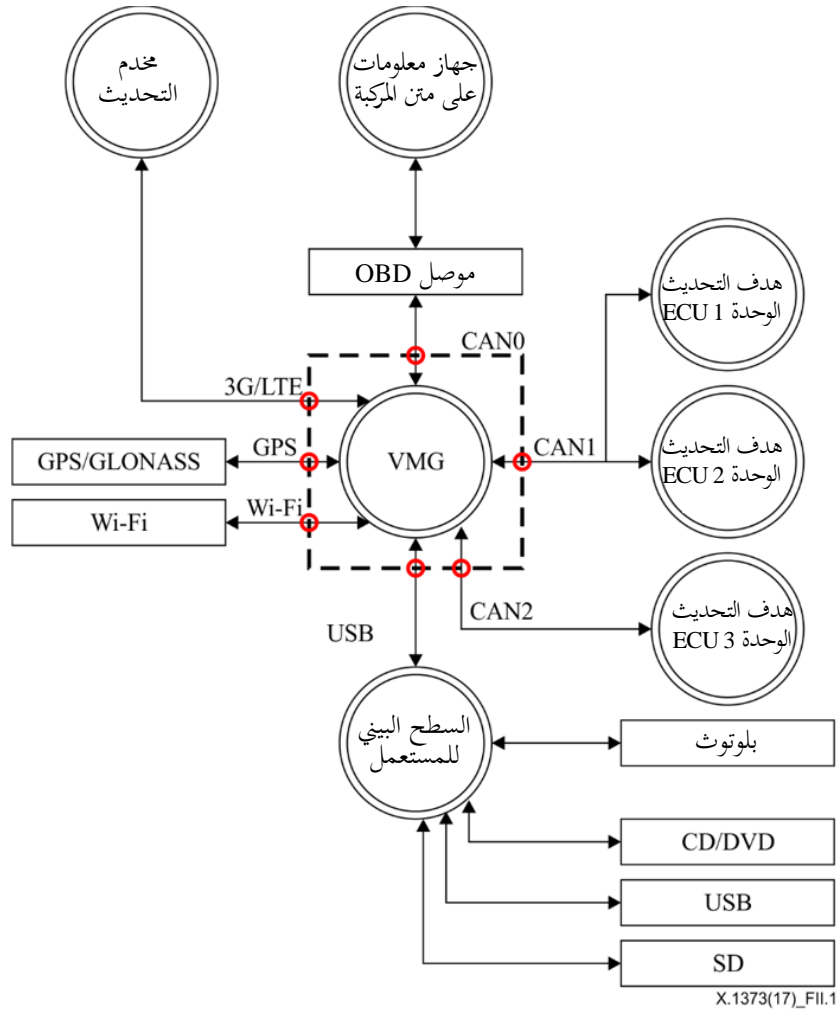 مخدم
التحديث
جهاز معلومات
على متن المركبة
موصل OBD
هدف التحديث
الوحدة ECU 1
CAN0
3G/LTE
GPS/GLONASS
GPS
VMG
CAN1
هدف التحديث
الوحدة ECU 2
Wi-Fi
Wi-Fi
CAN2
هدف التحديث
الوحدة ECU 3
USB
السطح البيني
للمستعمل
بلوتوث
CD/DVD
USB
SD
X.1373(17)_FII.1